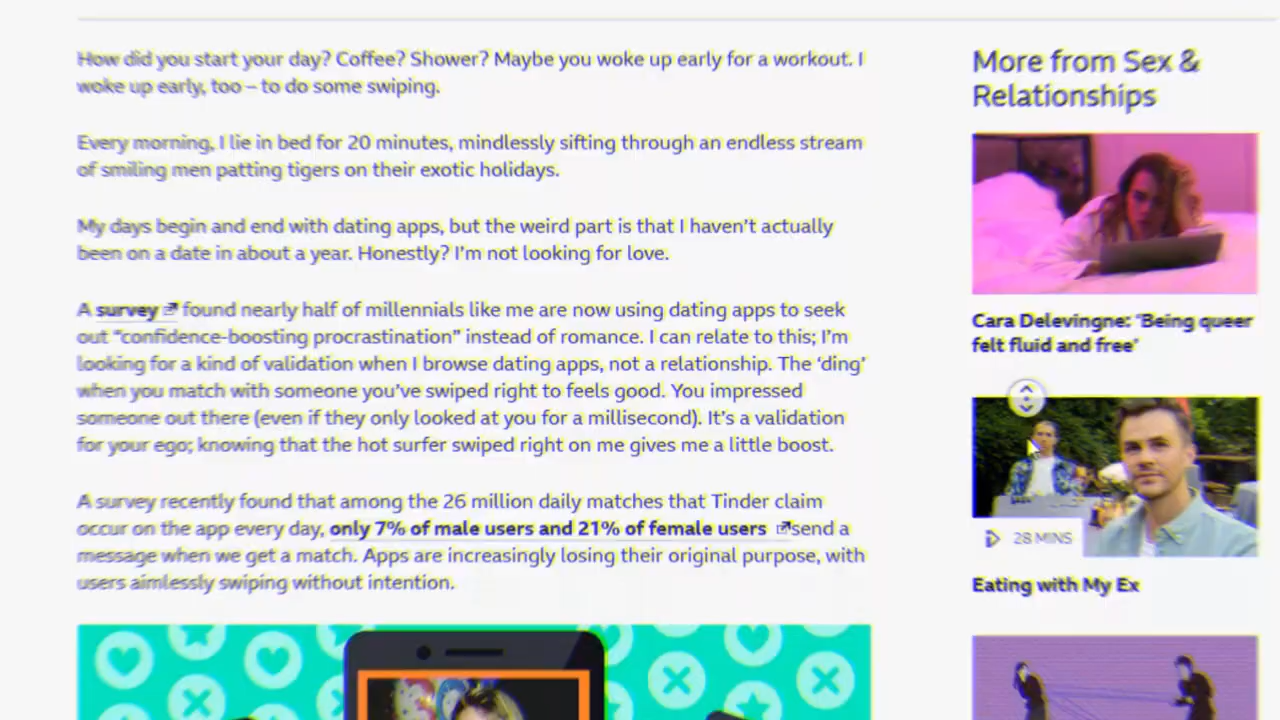 How did you start your day? Coffee? Shower? Maybe you woke up early for a workout. I
woke up early, too – to do some swiping.
Every morning, I lie in bed for 20 minutes, mindlessly sifting through an endless stream
of smiling men patting tigers on their exotic holidays.
My days begin and end with dating apps, but the weird part is that I haven’t actually
been on a date in about a year. Honestly? I’m not looking for love.
A survey found nearly half of millennials like me are now using dating apps to seek
out “confidence-boosting procrastination” instead of romance. I can relate to this; I’m
looking for a kind of validation when I browse dating apps, not a relationship. The ‘ding’
when you match with someone you’ve swiped right to feels good. You impressed
someone out there (even if they only looked at you for a millisecond). It’s a validation
for your ego; knowing that the hot surfer swiped right on me gives me a little boost.
A survey recently found that among the 26 million daily matches that Tinder claim
occur on the app every day, only 7% of male users and 21% of female users send a
message when we get a match. Apps are increasingly losing their original purpose, with
users aimlessly swiping without intention.
More from Sex &
Relationships
Cara Delevingne: ‘Being queer
felt fluid and free’
28 MINS
Eating with My Ex